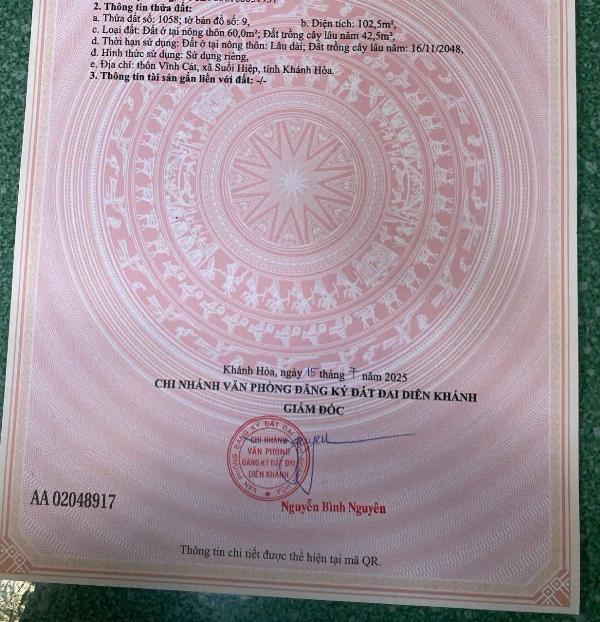 2. Thông tin thửa đất:
a. Thửa đất số: 1058; tờ bản đồ số: 9, b. Diện tích: 102,5m²,
c. Loại đất: Đất ở tại nông thôn 60,0m²; Đất trồng cây lâu năm 42,5m²,
d. Thời hạn sử dụng: Đất ở tại nông thôn: Lâu dài; Đất trồng cây lâu năm: 16/11/2048,
đ. Hình thức sử dụng: Sử dụng riêng,
e. Địa chỉ: thôn Vĩnh Cát, xã Suối Hiệp, tỉnh Khánh Hòa.
3. Thông tin tài sản gắn liền với đất: -/-
Khánh Hòa, ngày 15 tháng 7 năm 2025
CHI NHÁNH VĂN PHÒNG ĐĂNG KÝ ĐẤT ĐAI DIÊN KHÁNH
GIÁM ĐỐC
CHI NHÁNH
VĂN PHÒNG
ĐĂNG KÝ ĐẤT ĐAI
DIÊN KHÁNH
AA 02048917
Nguyễn Bình Nguyên
Thông tin chi tiết được thể hiện tại mã QR.